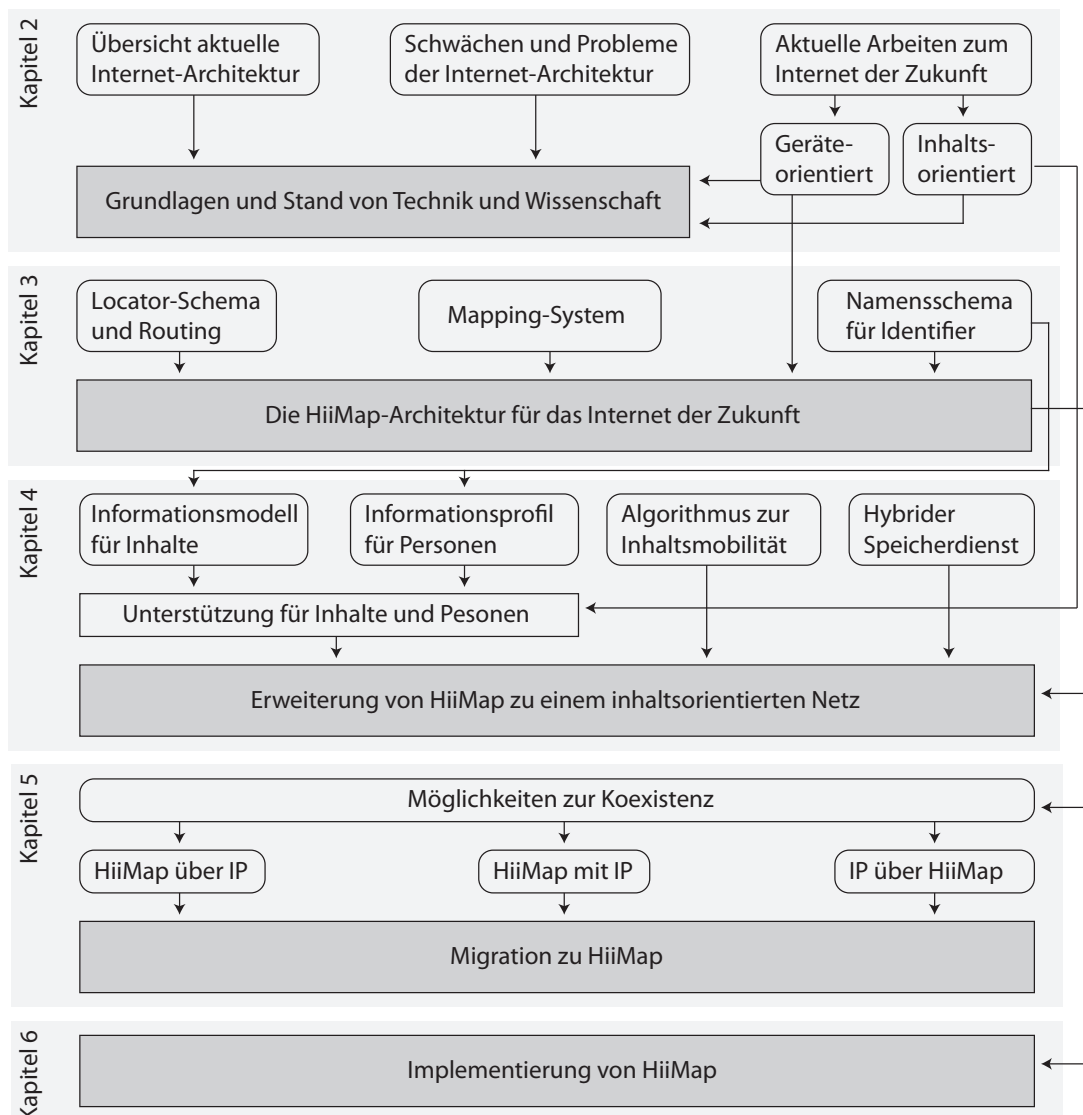 Kapitel 2
Übersicht aktuelle
Internet-Architektur
Schwächen und Probleme
der Internet-Architektur
Aktuelle Arbeiten zum
Internet der Zukunft
Geräte-
orientiert
Inhalts-
orientiert
Grundlagen und Stand von Technik und Wissenschaft
Kapitel 3
Locator-Schema
und Routing
Mapping-System
Namensschema
für Identifier
Die HiiMap-Architektur für das Internet der Zukunft
Kapitel 4
Informationsmodell
für Inhalte
Informationsprofil
für Personen
Algorithmus zur
Inhaltsmobilität
Hybrider
Speicherdienst
Unterstützung für Inhalte und Pesonen
Erweiterung von HiiMap zu einem inhaltsorientierten Netz
Kapitel 5
Möglichkeiten zur Koexistenz
HiiMap über IP
HiiMap mit IP
IP über HiiMap
Migration zu HiiMap
Kapitel 6
Implementierung von HiiMap